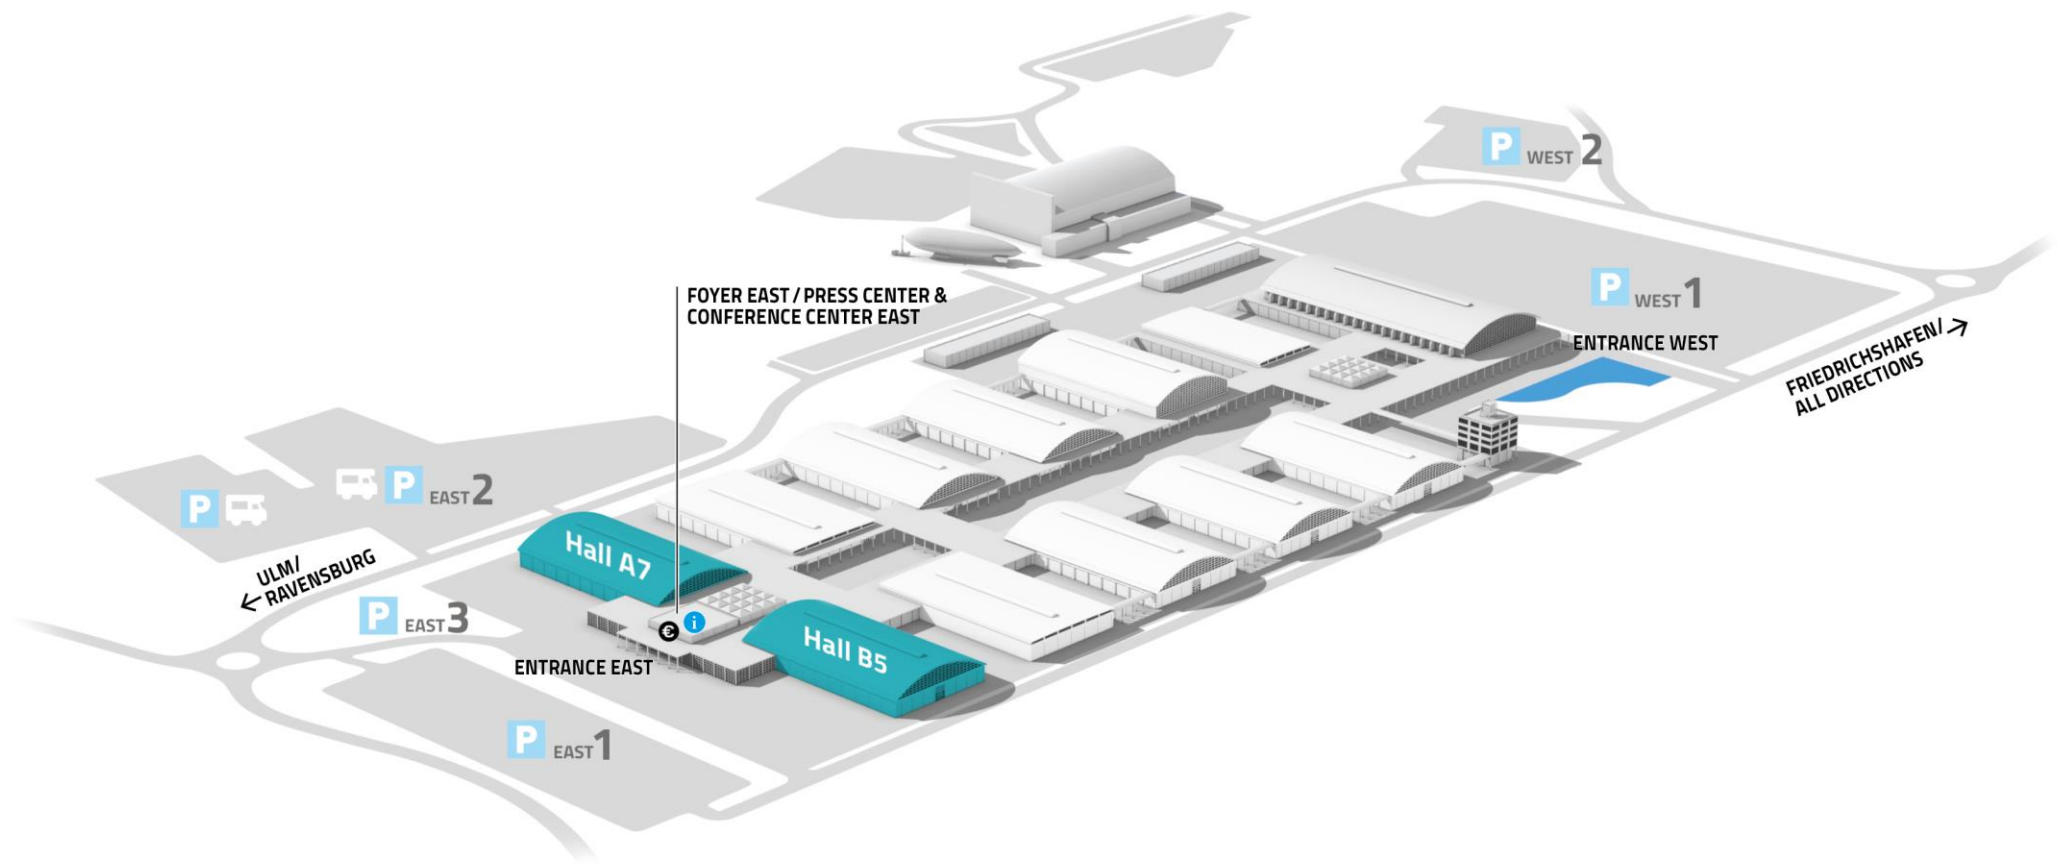 P WEST 2
P WEST 1
FOYER EAST / PRESS CENTER &
CONFERENCE CENTER EAST
ENTRANCE WEST
FRIEDRICHSHAFEN/
ALL DIRECTIONS
P EAST 2
P
Hall A7
ULM/
RAVENSBURG
P EAST 3
€ i
Hall B5
ENTRANCE EAST
P EAST 1